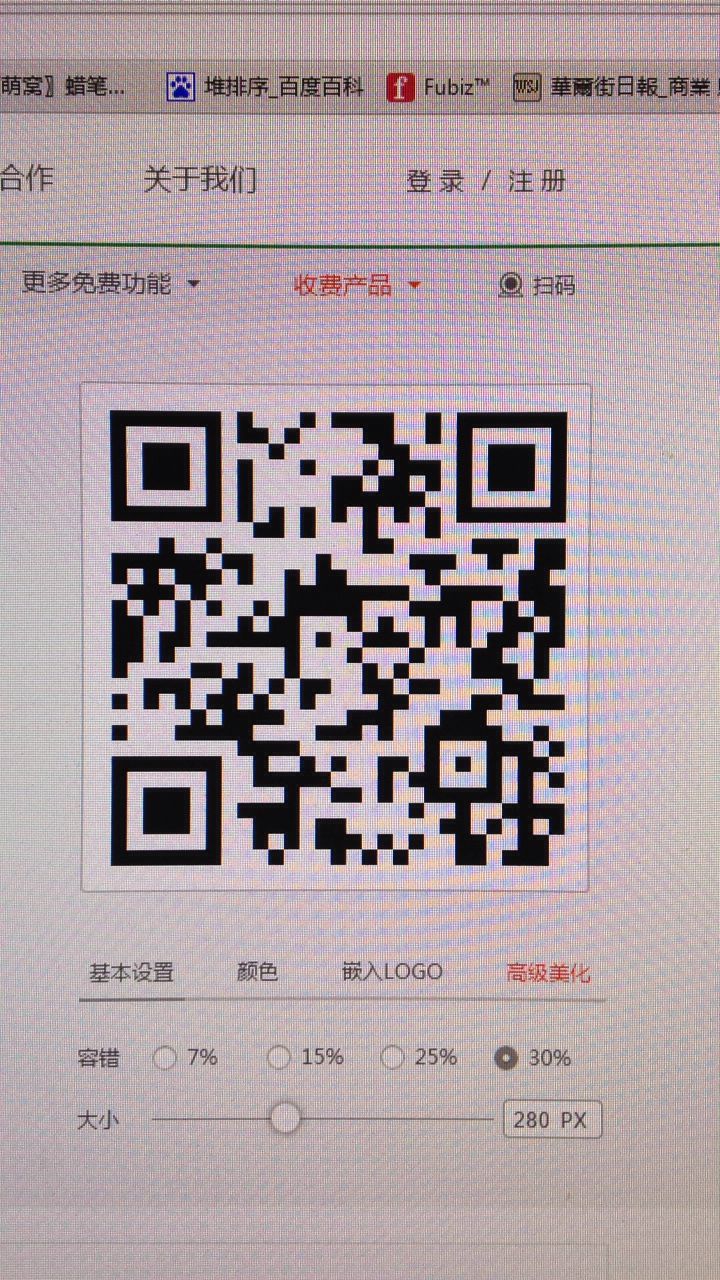 萌窝〗蜡笔... 堆排序_百度百科 Fubiz™ 華爾街日報_商業
合作 关于我们 登录 / 注册
更多免费功能 收费产品 扫码
基本设置 颜色 嵌入LOGO 高级美化
容错 7% 15% 25% 30%
大小 280 PX